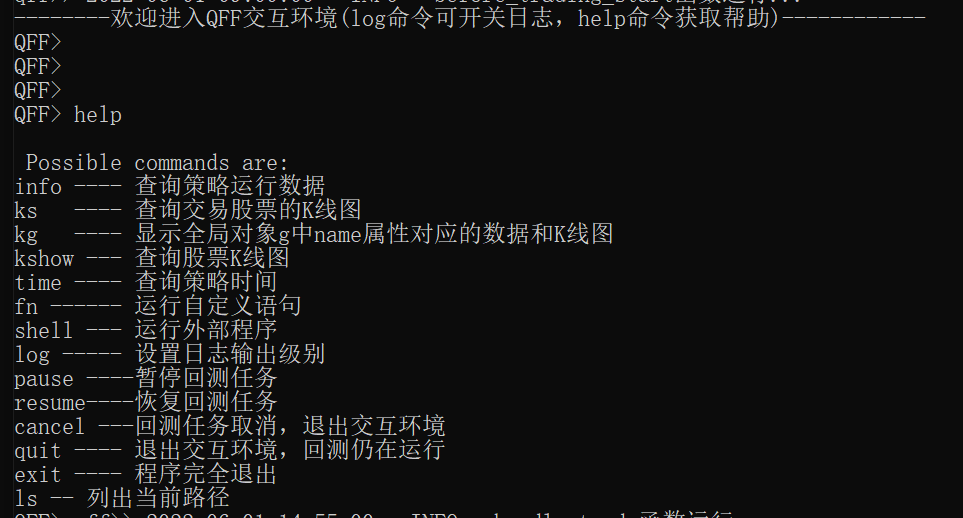 ---------欢迎进入QFF交互环境(log命令可开关日志，help命令获取帮助)------------
QFF>
QFF>
QFF>
QFF> help
Possible commands are:
info ---- 查询策略运行数据
ks   ---- 查询交易股票的K线图
kg   ---- 显示全局对象g中name属性对应的数据和K线图
kshow --- 查询股票K线图
time ---- 查询策略时间
fn ------ 运行自定义语句
shell --- 运行外部程序
log ----- 设置日志输出级别
pause ----暂停回测任务
resume----恢复回测任务
cancel ---回测任务取消，退出交互环境
quit ---- 退出交互环境，回测仍在运行
exit ---- 程序完全退出
ls -- 列出当前路径